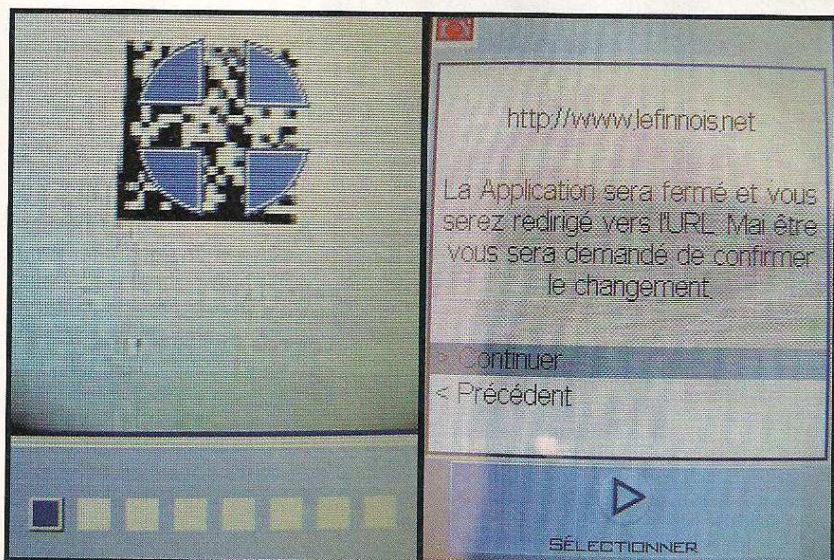 http://www.lefinnois.net
La Application sera fermé et vous
serez redirigé vers l'URL. Mai être
vous sera demandé de confirmer
le changement.
> Continuer
< Précédent
SÉLECTIONNER